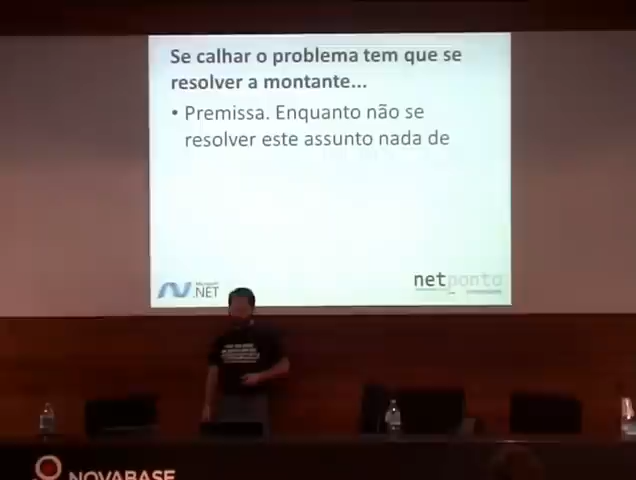 Se calhar o problema tem que se
resolver a montante...
• Premissa. Enquanto não se
resolver este assunto nada de
Microsoft
.NET
netponto
NOVABASE